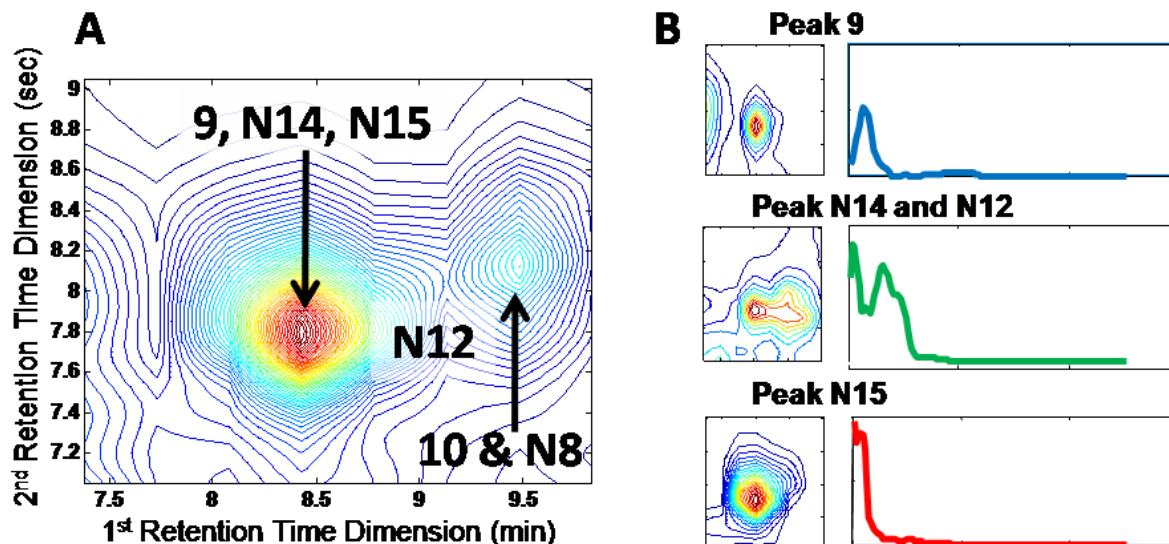 A
2nd Retention Time Dimension (sec)
9
8.8
8.6
8.4
8.2
8
7.8
7.6
7.4
7.2
9, N14, N15
N12
10 & N8
7.5 8 8.5 9 9.5
1st Retention Time Dimension (min)
B
Peak 9
Peak N14 and N12
Peak N15